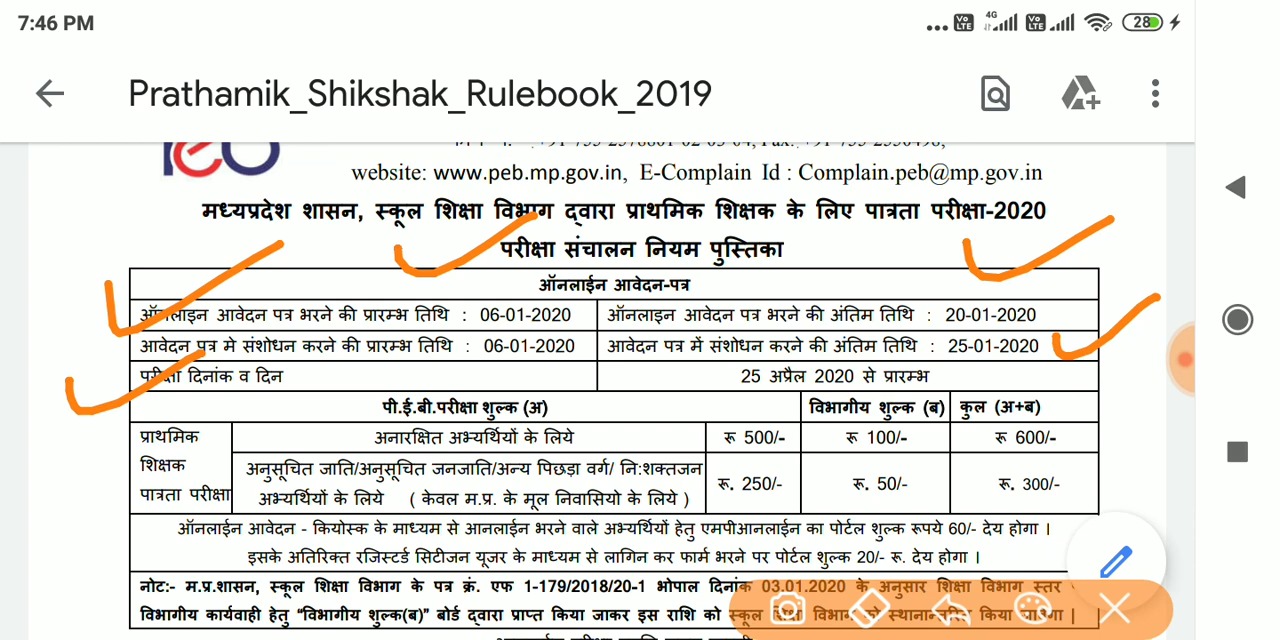 7:46 PM
4G
Vo LTE
Vo LTE
28
Prathamik_Shikshak_Rulebook_2019
website: www.peb.mp.gov.in, E-Complain Id : Complain.peb@mp.gov.in
मध्यप्रदेश शासन, स्कूल शिक्षा विभाग द्वारा प्राथमिक शिक्षक के लिए पात्रता परीक्षा-2020
परीक्षा संचालन नियम पुस्तिका
ऑनलाईन आवेदन-पत्र
ऑनलाइन आवेदन पत्र भरने की प्रारम्भ तिथि : 06-01-2020 ऑनलाईन आवेदन पत्र भरने की अंतिम तिथि : 20-01-2020
आवेदन पत्र मे संशोधन करने की प्रारम्भ तिथि : 06-01-2020 आवेदन पत्र में संशोधन करने की अंतिम तिथि : 25-01-2020
परीक्षा दिनांक व दिन 25 अप्रैल 2020 से प्रारम्भ
पी.ई.बी.परीक्षा शुल्क (अ) विभागीय शुल्क (ब) कुल (अ+ब)
प्राथमिक शिक्षक पात्रता परीक्षा
अनारक्षित अभ्यर्थियों के लिये रू 500/- रू 100/- रू 600/-
अनुसूचित जाति/अनुसूचित जनजाति/अन्य पिछड़ा वर्ग/ नि:शक्तजन
अभ्यर्थियों के लिये ( केवल म.प्र. के मूल निवासियो के लिये ) रू. 250/- रू. 50/- रू. 300/-
ऑनलाईन आवेदन - कियोस्क के माध्यम से आनलाईन भरने वाले अभ्यर्थियों हेतु एमपीआनलाईन का पोर्टल शुल्क रूपये 60/- देय होगा ।
इसके अतिरिक्त रजिस्टर्ड सिटीजन यूजर के माध्यम से लागिन कर फार्म भरने पर पोर्टल शुल्क 20/- रू. देय होगा ।
नोट:- म.प्र.शासन, स्कूल शिक्षा विभाग के पत्र क्रं. एफ 1-179/2018/20-1 भोपाल दिनांक 03.01.2020 के अनुसार शिक्षा विभाग स्तर -
विभागीय कार्यवाही हेतु "विभागीय शुल्क(ब)" बोर्ड द्वारा प्राप्त किया जाकर इस राशि को स्कूल विभाग को किया